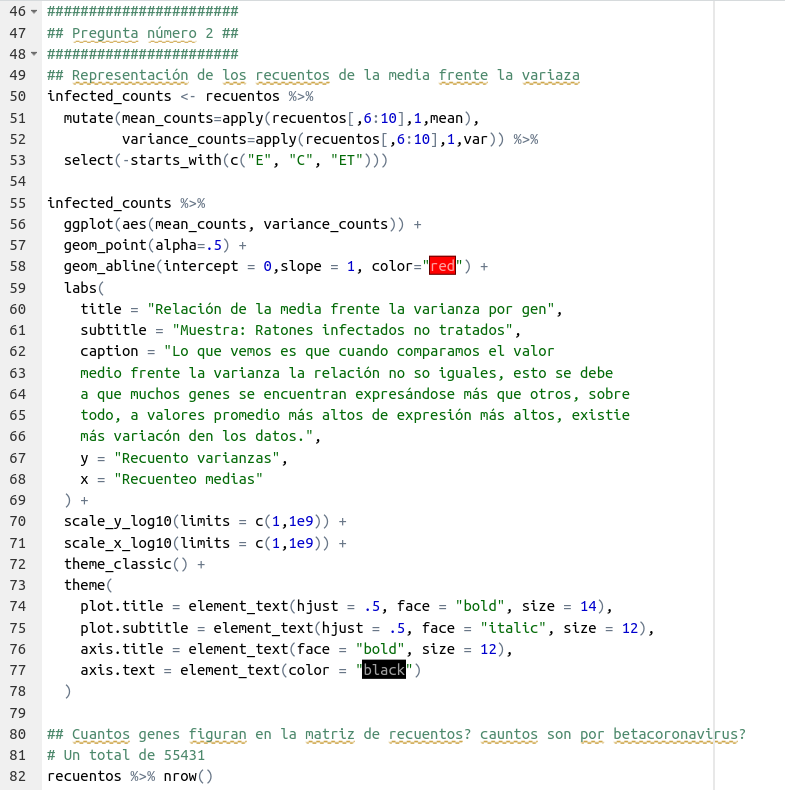 46 #######################
47 ## Pregunta número 2 ##
48 #######################
49 ## Representación de los recuentos de la media frente la variaza
50 infected_counts <- recuentos %>%
51   mutate(mean_counts=apply(recuentos[,6:10],1,mean),
52          variance_counts=apply(recuentos[,6:10],1,var)) %>%
53   select(-starts_with(c("E", "C", "ET")))
54
55 infected_counts %>%
56   ggplot(aes(mean_counts, variance_counts)) +
57   geom_point(alpha=.5) +
58   geom_abline(intercept = 0,slope = 1, color="red") +
59   labs(
60     title = "Relación de la media frente la varianza por gen",
61     subtitle = "Muestra: Ratones infectados no tratados",
62     caption = "Lo que vemos es que cuando comparamos el valor
63     medio frente la varianza la relación no so iguales, esto se debe
64     a que muchos genes se encuentran expresándose más que otros, sobre
65     todo, a valores promedio más altos de expresión más altos, existie
66     más variacón den los datos.",
67     y = "Recuento varianzas",
68     x = "Recuenteo medias"
69   ) +
70   scale_y_log10(limits = c(1,1e9)) +
71   scale_x_log10(limits = c(1,1e9)) +
72   theme_classic() +
73   theme(
74     plot.title = element_text(hjust = .5, face = "bold", size = 14),
75     plot.subtitle = element_text(hjust = .5, face = "italic", size = 12),
76     axis.title = element_text(face = "bold", size = 12),
77     axis.text = element_text(color = "black")
78   )
79
80 ## Cuantos genes figuran en la matriz de recuentos? cauntos son por betacoronavirus?
81 # Un total de 55431
82 recuentos %>% nrow()